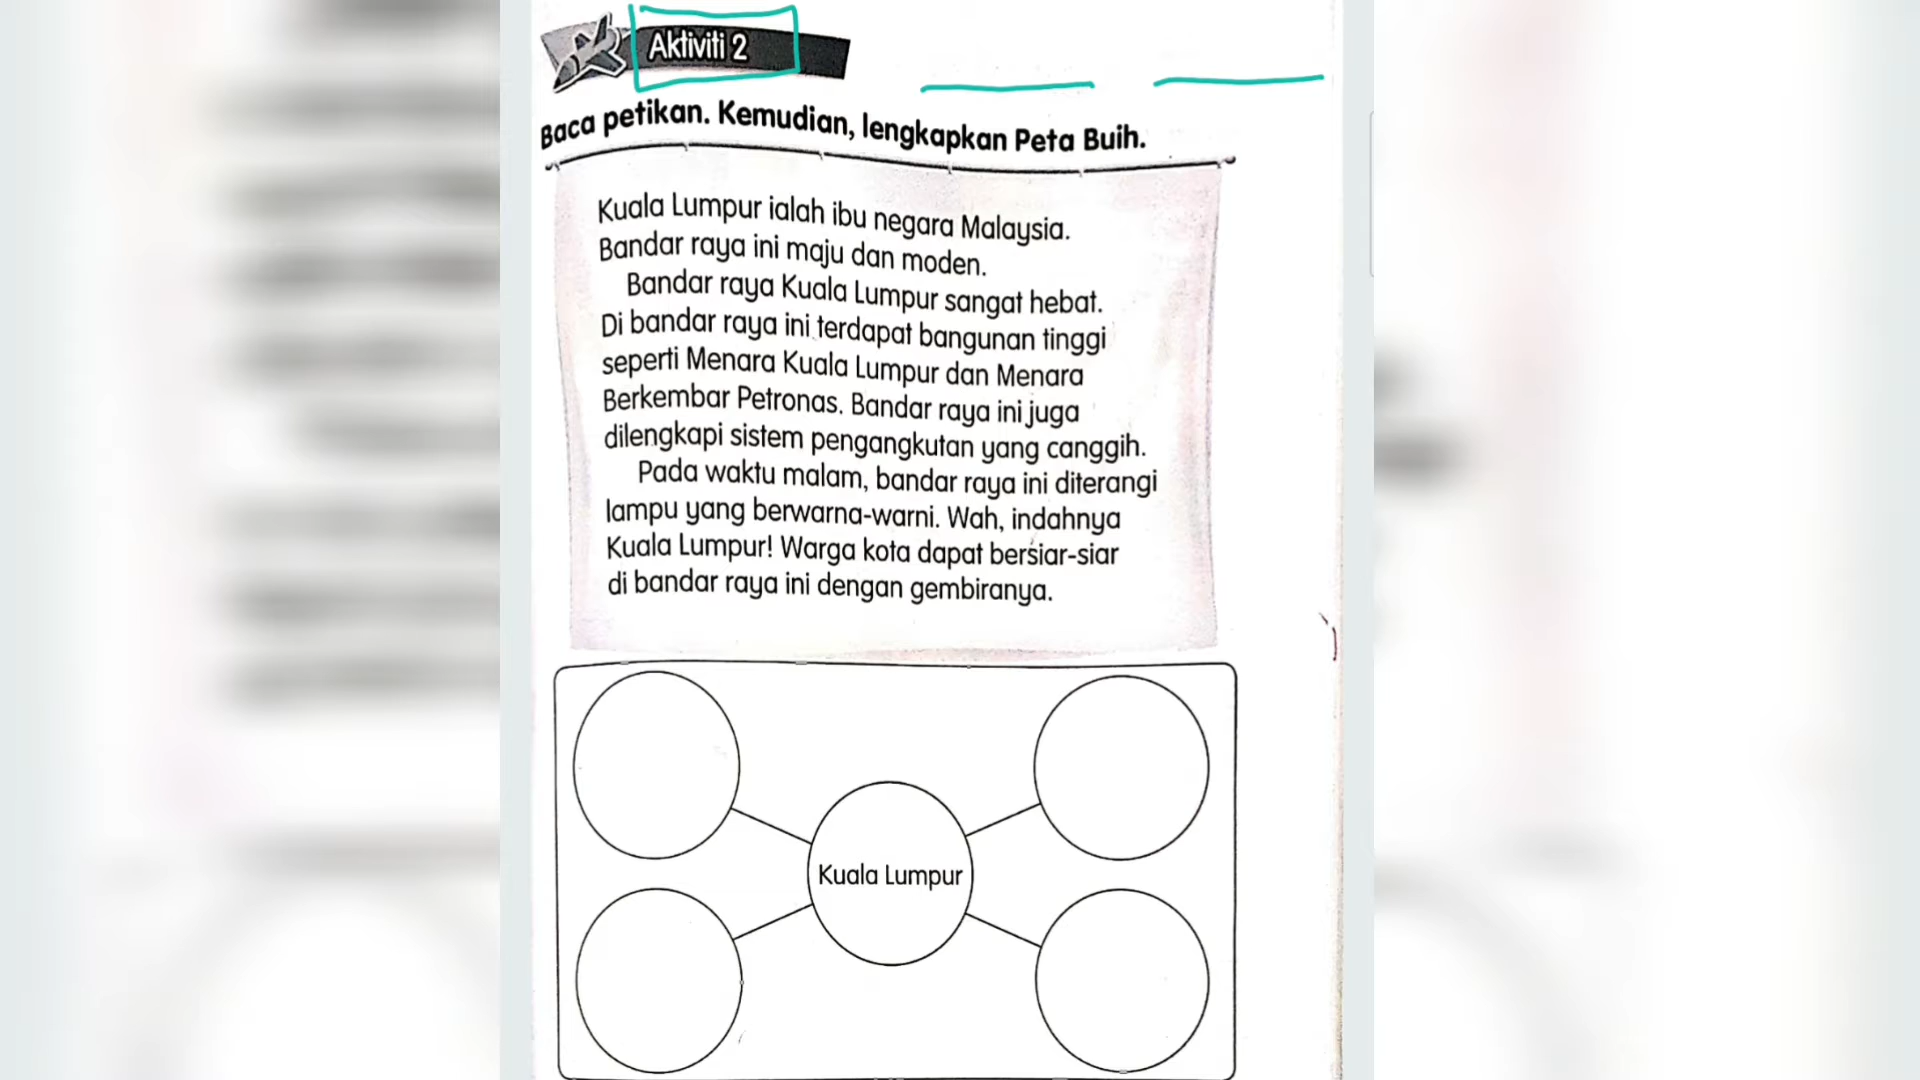 Aktiviti 2
Baca petikan. Kemudian, lengkapkan Peta Buih.
Kuala Lumpur ialah ibu negara Malaysia.
Bandar raya ini maju dan moden.
Bandar raya Kuala Lumpur sangat hebat.
Di bandar raya ini terdapat bangunan tinggi
seperti Menara Kuala Lumpur dan Menara
Berkembar Petronas. Bandar raya ini juga
dilengkapi sistem pengangkutan yang canggih.
Pada waktu malam, bandar raya ini diterangi
lampu yang berwarna-warni. Wah, indahnya
Kuala Lumpur! Warga kota dapat bersiar-siar
di bandar raya ini dengan gembiranya.
Kuala Lumpur